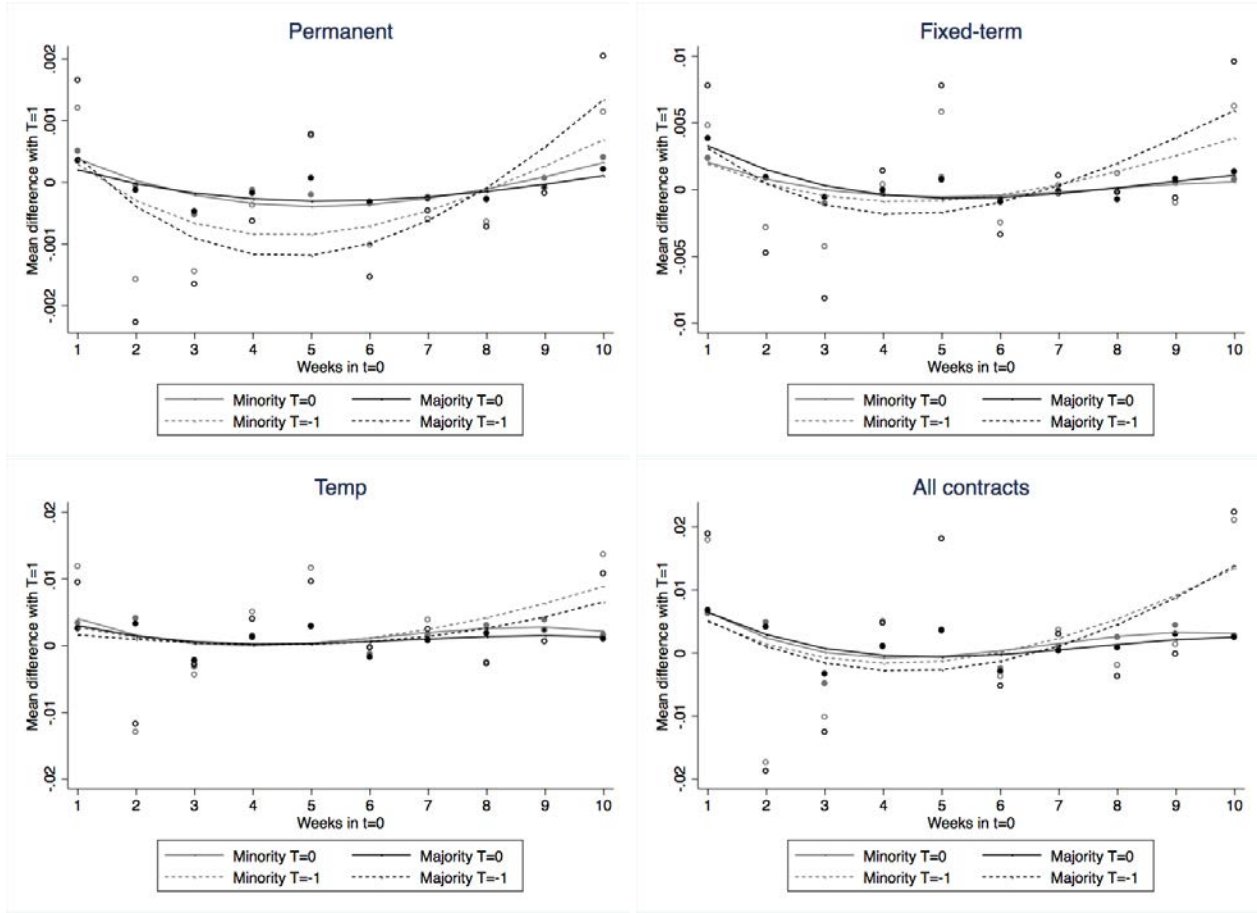 Permanent
Mean difference with T=1
.002
.001
0
-.001
-.002
1 2 3 4 5 6 7 8 9 10
Weeks in t=0
Minority T=0 Majority T=0
Minority T=-1 Majority T=-1
Fixed-term
Mean difference with T=1
.01
.005
0
-.005
-.01
1 2 3 4 5 6 7 8 9 10
Weeks in t=0
Minority T=0 Majority T=0
Minority T=-1 Majority T=-1
Temp
Mean difference with T=1
.02
.01
0
-.01
-.02
1 2 3 4 5 6 7 8 9 10
Weeks in t=0
Minority T=0 Majority T=0
Minority T=-1 Majority T=-1
All contracts
Mean difference with T=1
.02
.01
0
-.01
-.02
1 2 3 4 5 6 7 8 9 10
Weeks in t=0
Minority T=0 Majority T=0
Minority T=-1 Majority T=-1